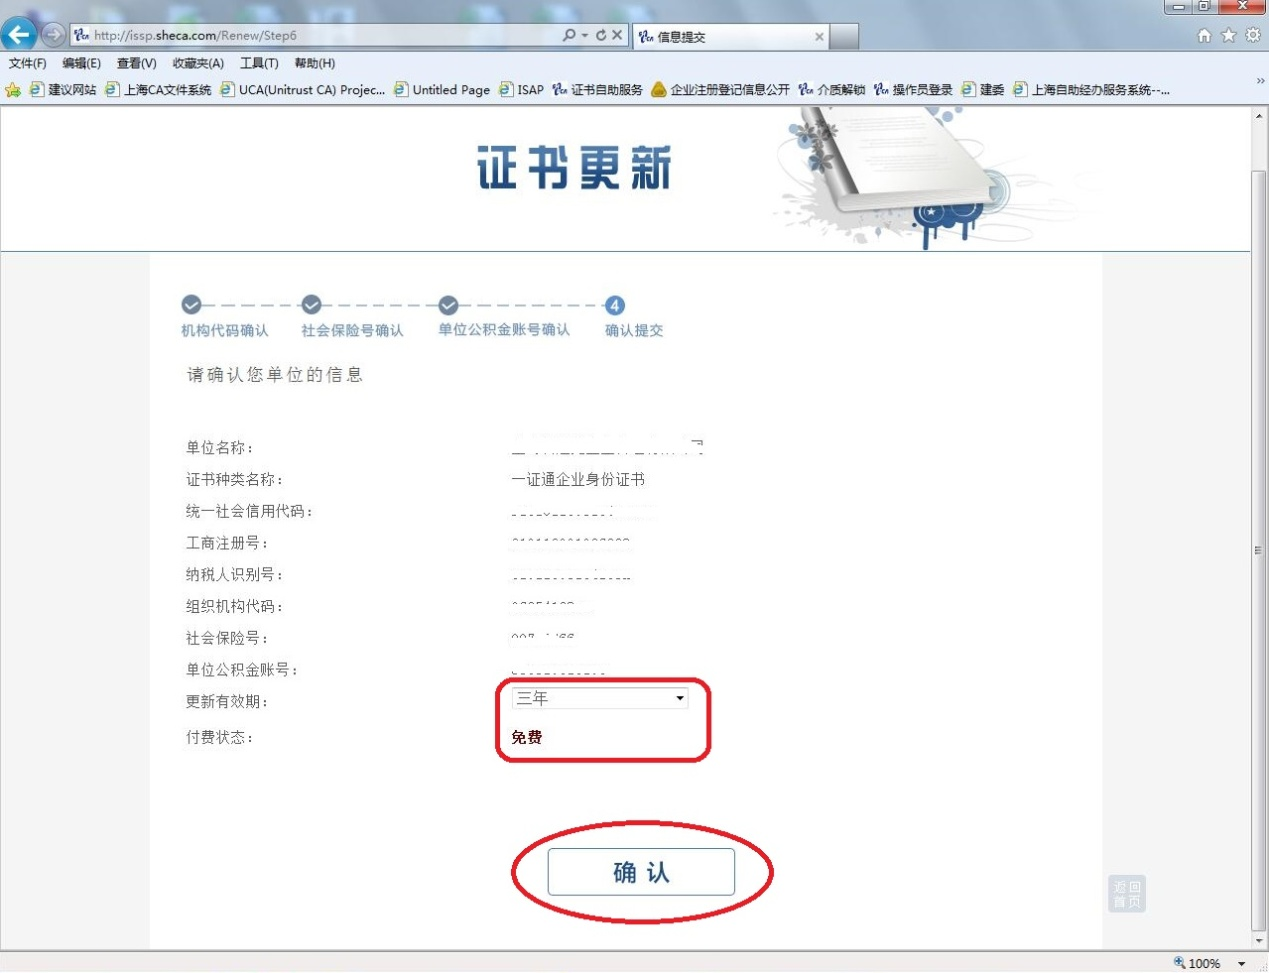 http://issp.sheca.com/Renew/Step6
信息提交
文件(F) 编辑(E) 查看(V) 收藏夹(A) 工具(T) 帮助(H)
建议网站 上海CA文件系统 UCA(Unitrust CA) Projec... Untitled Page ISAP 证书自助服务 企业注册登记信息公开 介质解锁 操作员登录 建委 上海自助经办服务系统--...
证书更新
4
机构代码确认 社会保险号确认 单位公积金账号确认 确认提交
请确认您单位的信息
单位名称：
证书种类名称： 一证通企业身份证书
统一社会信用代码：
工商注册号：
纳税人识别号：
组织机构代码：
社会保险号：
单位公积金账号：
更新有效期： 三年
付费状态： 免费
确 认
返回
首页
100%